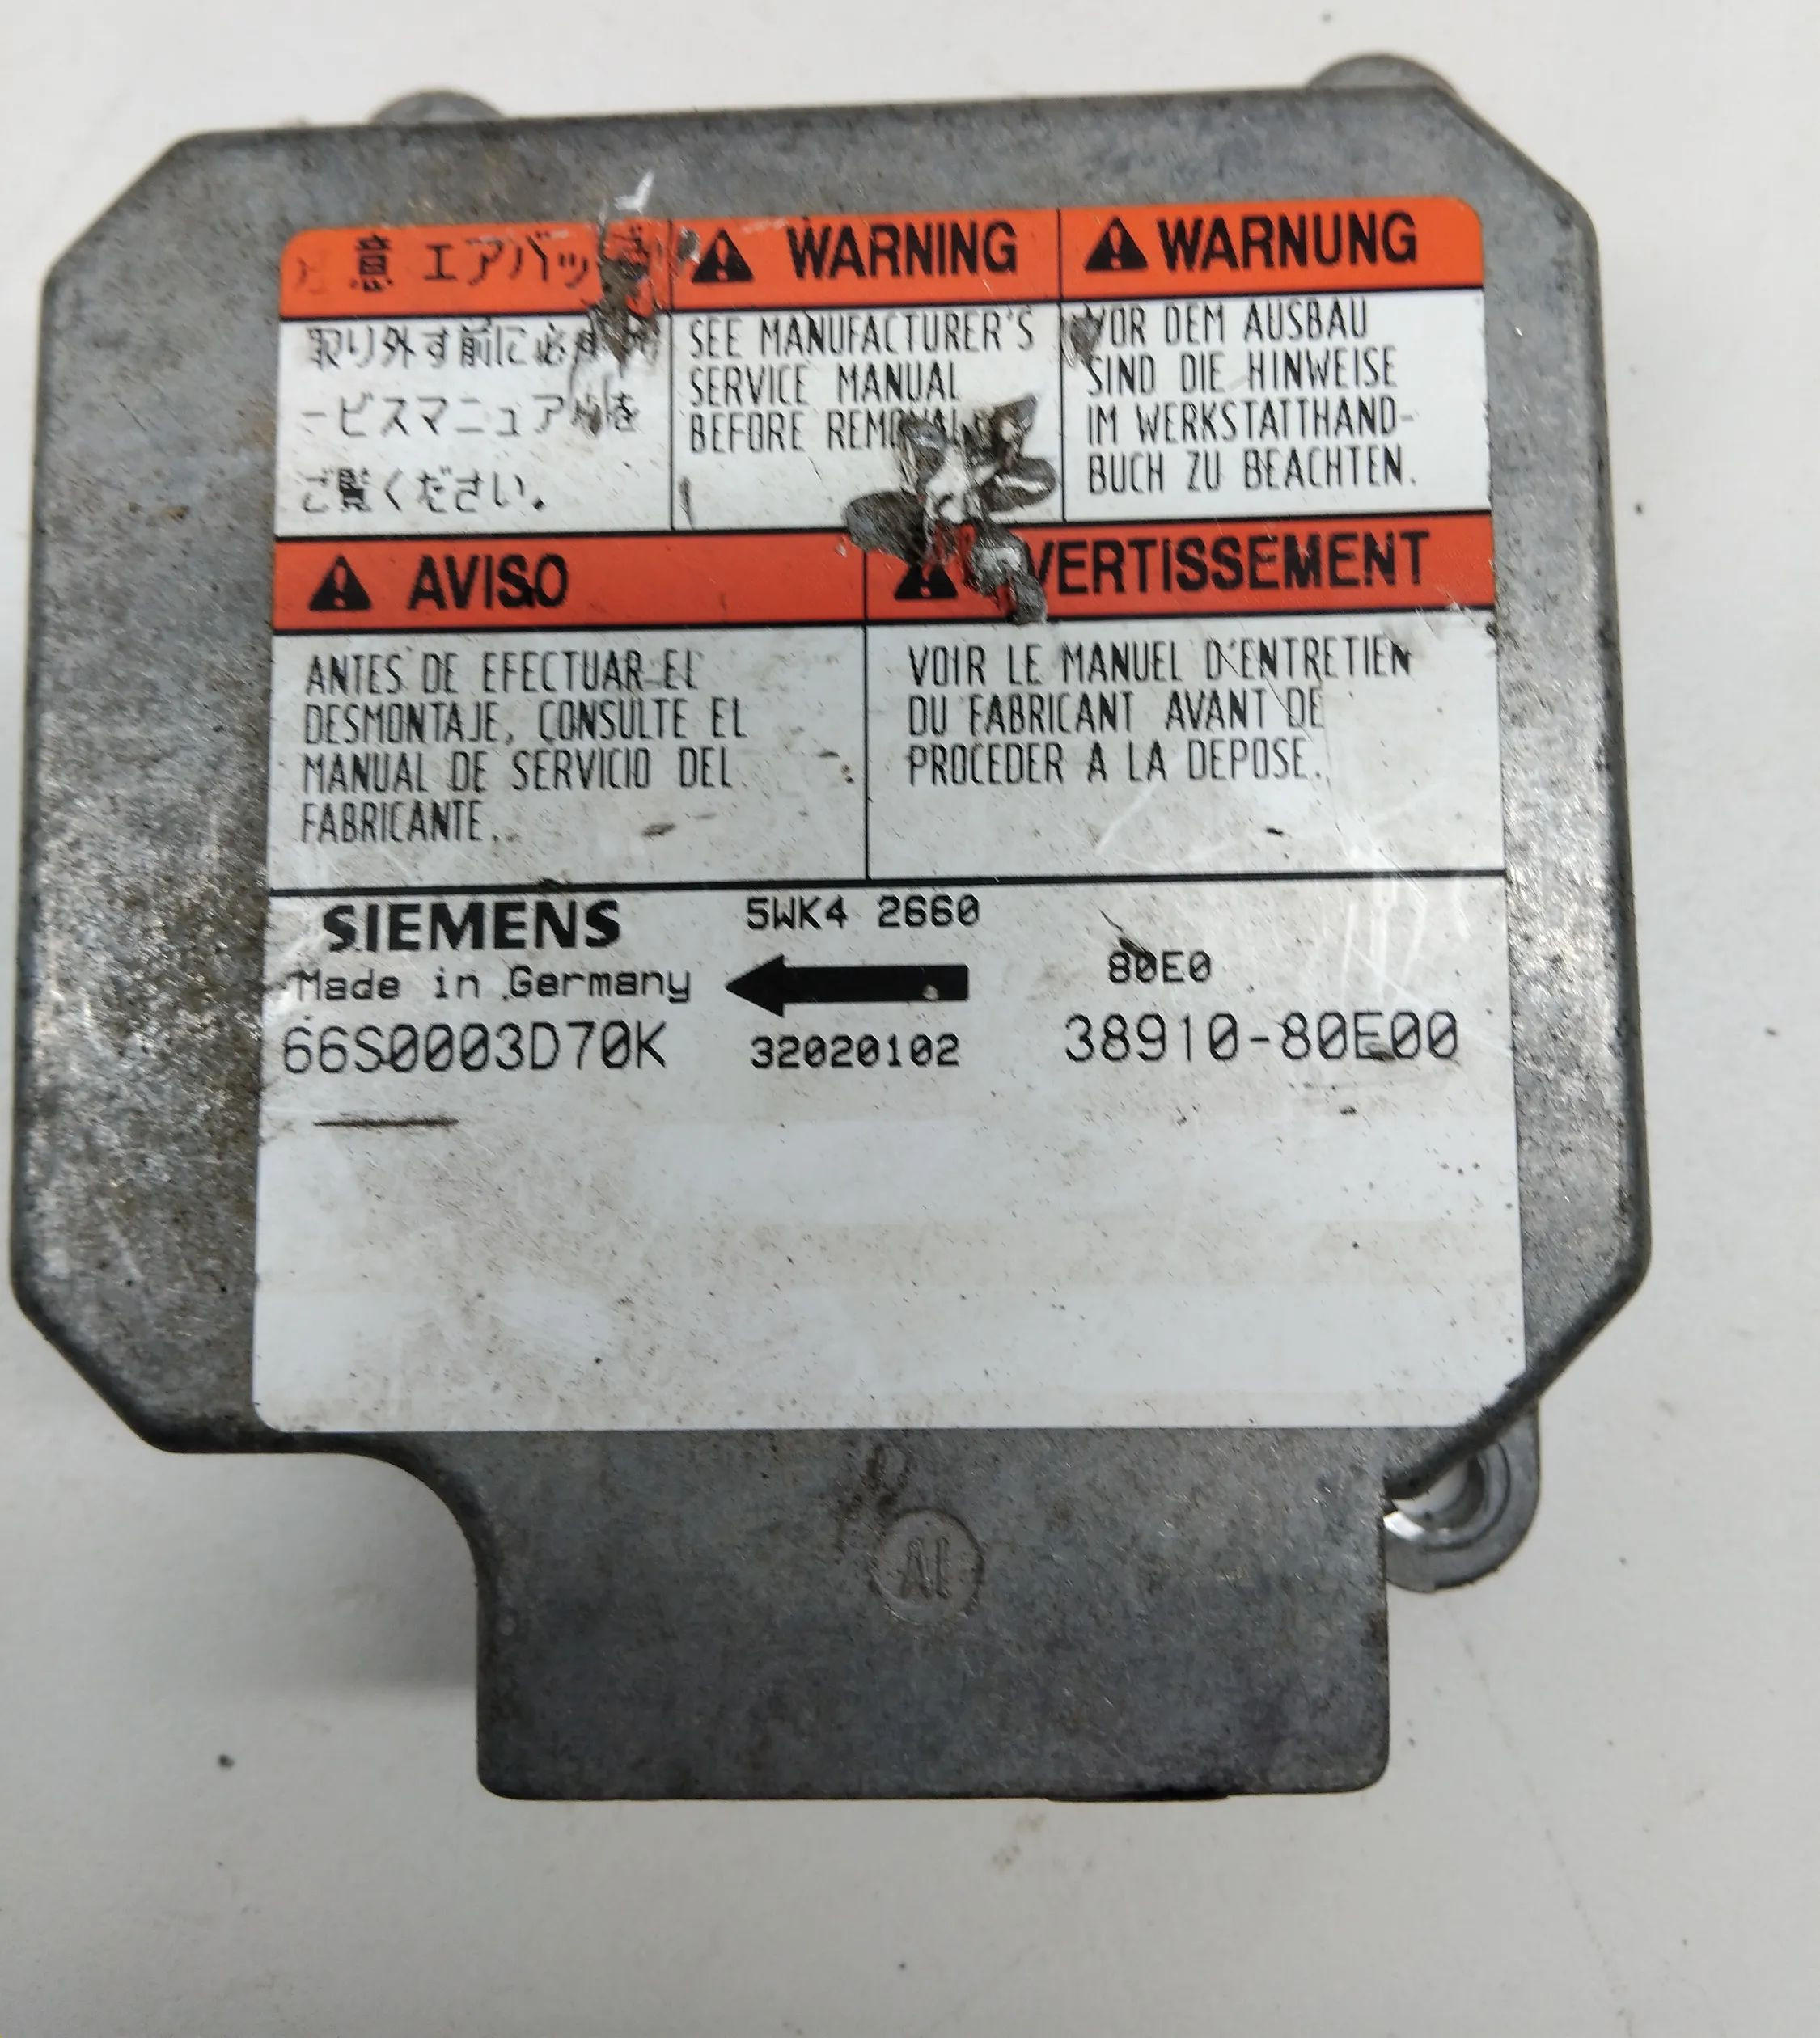 意 エアバッグ
取り外す前に必ず
ービスマニュアルを
ご覧ください。
WARNING
SEE MANUFACTURER'S
SERVICE MANUAL
BEFORE REMOVAL
WARNUNG
VOR DEM AUSBAU
SIND DIE HINWEISE
IM WERKSTATTHAND-
BUCH ZU BEACHTEN.
AVISO
ANTES DE EFECTUAR EL
DESMONTAJE, CONSULTE EL
MANUAL DE SERVICIO DEL
FABRICANTE.
VERTISSEMENT
VOIR LE MANUEL D'ENTRETIEN
DU FABRICANT AVANT DE
PROCEDER A LA DEPOSE.
SIEMENS 5WK4 2660
Made in Germany 80E0
66S0003D70K 32020102 38910-80E00